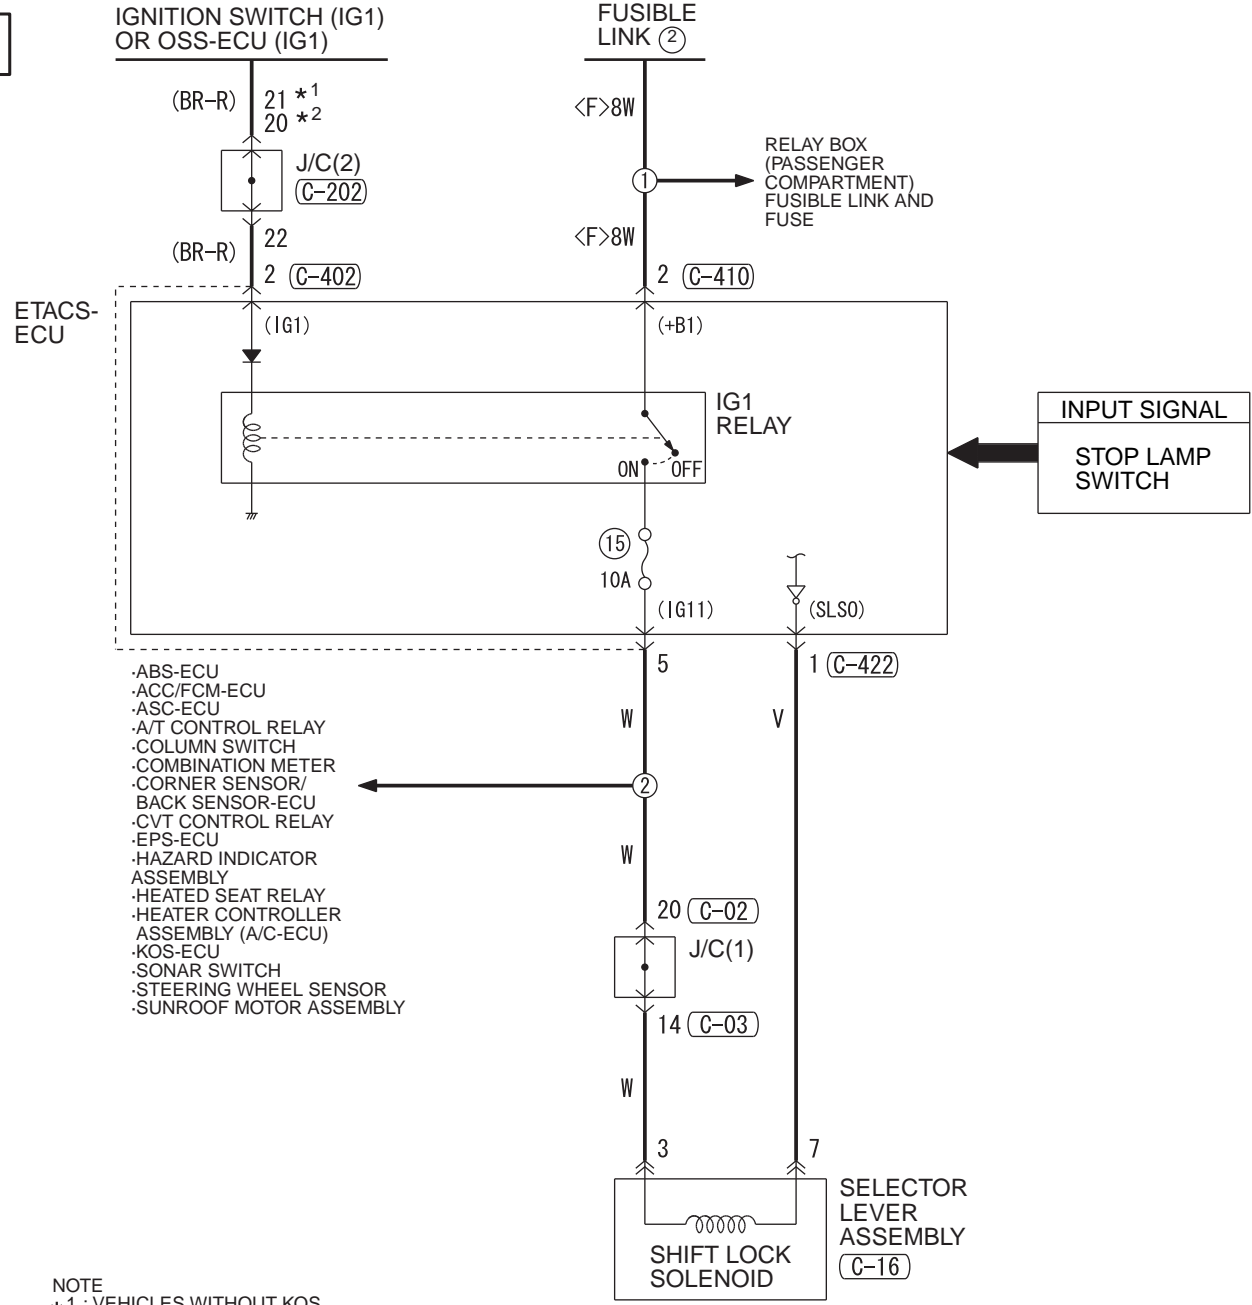 IGNITION SWITCH (IG1)
OR OSS-ECU (IG1)
FUSIBLE
LINK ②
(BR-R)
21 *1
20 *2
<F>8W
J/C(2)
(C-202)
①
RELAY BOX
(PASSENGER
COMPARTMENT)
FUSIBLE LINK AND
FUSE
(BR-R)
22
<F>8W
2 (C-402)
2 (C-410)
ETACS-
ECU
(IG1)
(+B1)
IG1
RELAY
ON
OFF
INPUT SIGNAL
STOP LAMP
SWITCH
⑮
10A
(IG11)
(SLS0)
5
1 (C-422)
·ABS-ECU
·ACC/FCM-ECU
·ASC-ECU
·A/T CONTROL RELAY
·COLUMN SWITCH
·COMBINATION METER
·CORNER SENSOR/
BACK SENSOR-ECU
·CVT CONTROL RELAY
·EPS-ECU
·HAZARD INDICATOR
ASSEMBLY
·HEATED SEAT RELAY
·HEATER CONTROLLER
ASSEMBLY (A/C-ECU)
·KOS-ECU
·SONAR SWITCH
·STEERING WHEEL SENSOR
·SUNROOF MOTOR ASSEMBLY
W
V
②
W
20 (C-02)
J/C(1)
14 (C-03)
W
3
7
SHIFT LOCK
SOLENOID
SELECTOR
LEVER
ASSEMBLY
(C-16)
NOTE
*1 : VEHICLES WITHOUT KOS